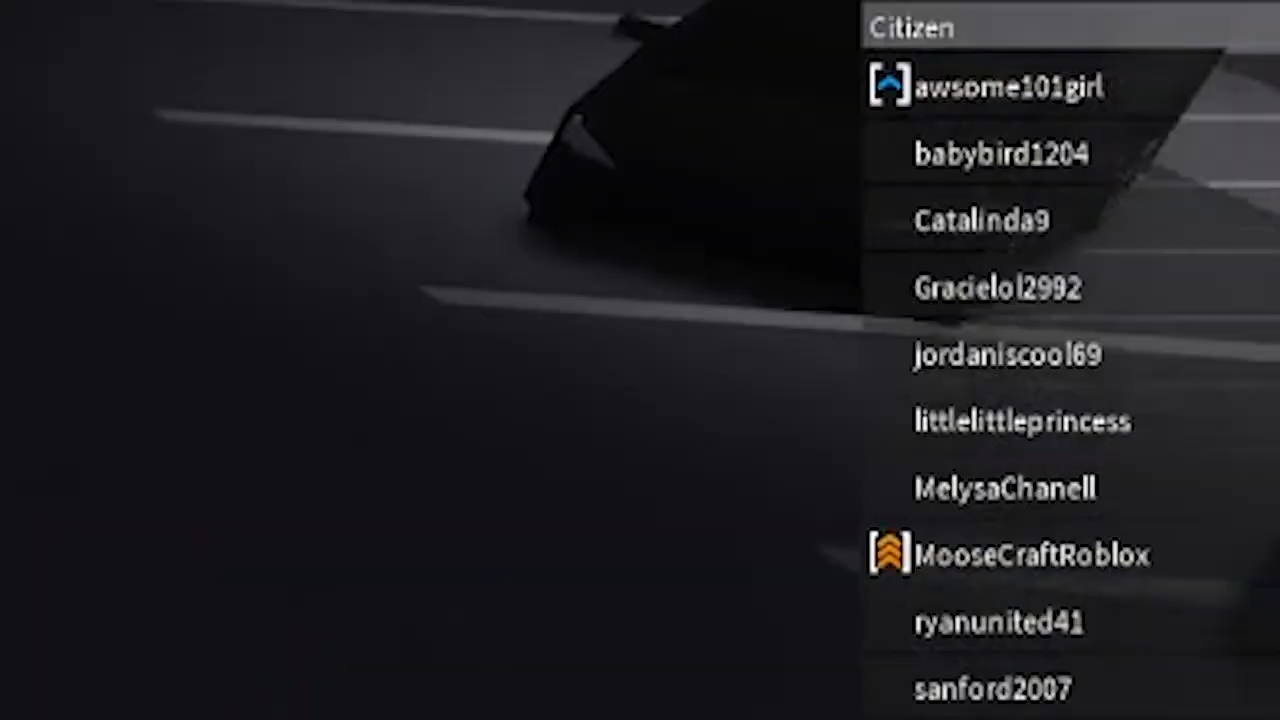 Citizen
awsome101girl
babybird1204
Catalinda9
Gracielol2992
jordaniscool69
littlelittleprincess
MelysaChanell
MooseCraftRoblox
ryanunited41
sanford2007